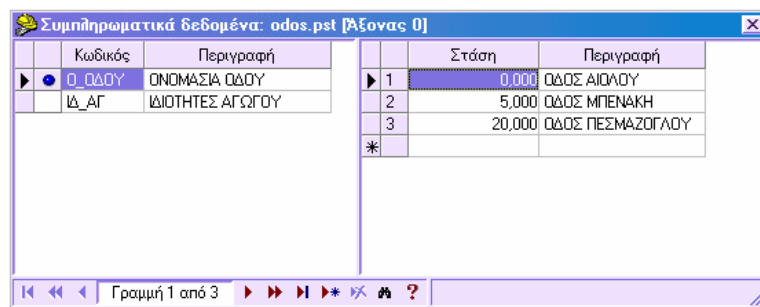 Συμπληρωματικά δεδομένα: odos.pst [Άξονας 0]
Κωδικός Περιγραφή Στάση Περιγραφή
Ο_ΟΔΟΥ ΟΝΟΜΑΣΙΑ ΟΔΟΥ 1 0,000 ΟΔΟΣ ΑΙΟΛΟΥ
ΙΔ_ΑΓ ΙΔΙΟΤΗΤΕΣ ΑΓΩΓΟΥ 2 5,000 ΟΔΟΣ ΜΠΕΝΑΚΗ
3 20,000 ΟΔΟΣ ΠΕΣΜΑΖΟΓΛΟΥ
Γραμμή 1 από 3